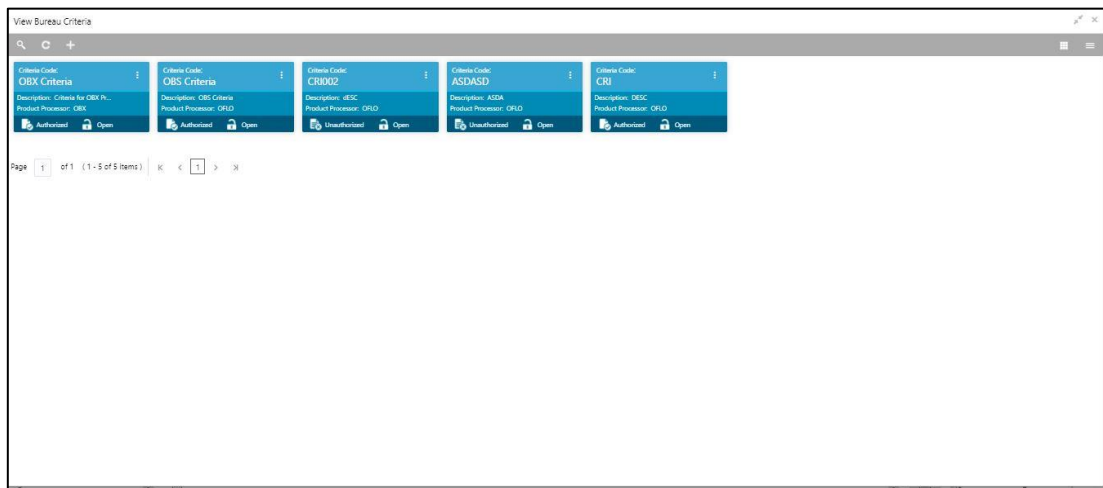 View Bureau Criteria
Criteria Code:
OBX Criteria
Description: Criteria for OBX Pr...
Product Processor: OBX
Authorized Open
Criteria Code:
OBS Criteria
Description: OBS Criteria
Product Processor: OFLO
Authorized Open
Criteria Code:
CRI002
Description: dESC
Product Processor: OFLO
Unauthorized Open
Criteria Code:
ASDASD
Description: ASDA
Product Processor: OFLO
Unauthorized Open
Criteria Code:
CRI
Description: DESC
Product Processor: OFLO
Authorized Open
Page 1 of 1 (1 - 5 of 5 items) 1